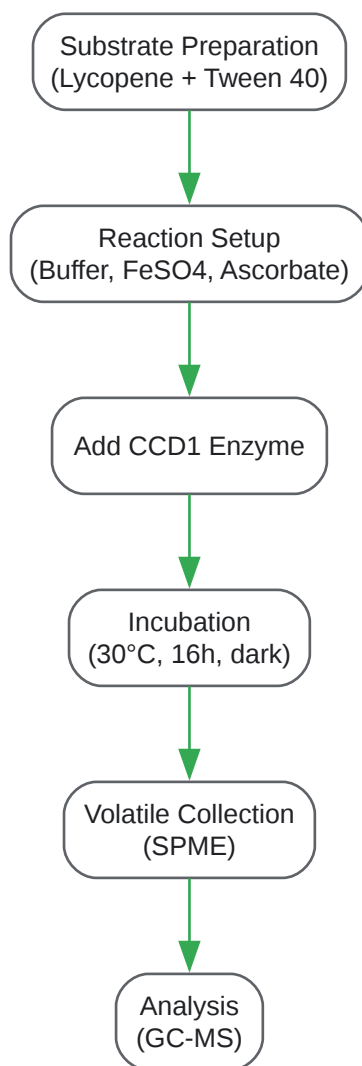 Substrate Preparation
(Lycopene + Tween 40)
Reaction Setup
(Buffer, FeSO4, Ascorbate)
Add CCD1 Enzyme
Incubation
(30°C, 16h, dark)
Volatile Collection
(SPME)
Analysis
(GC-MS)